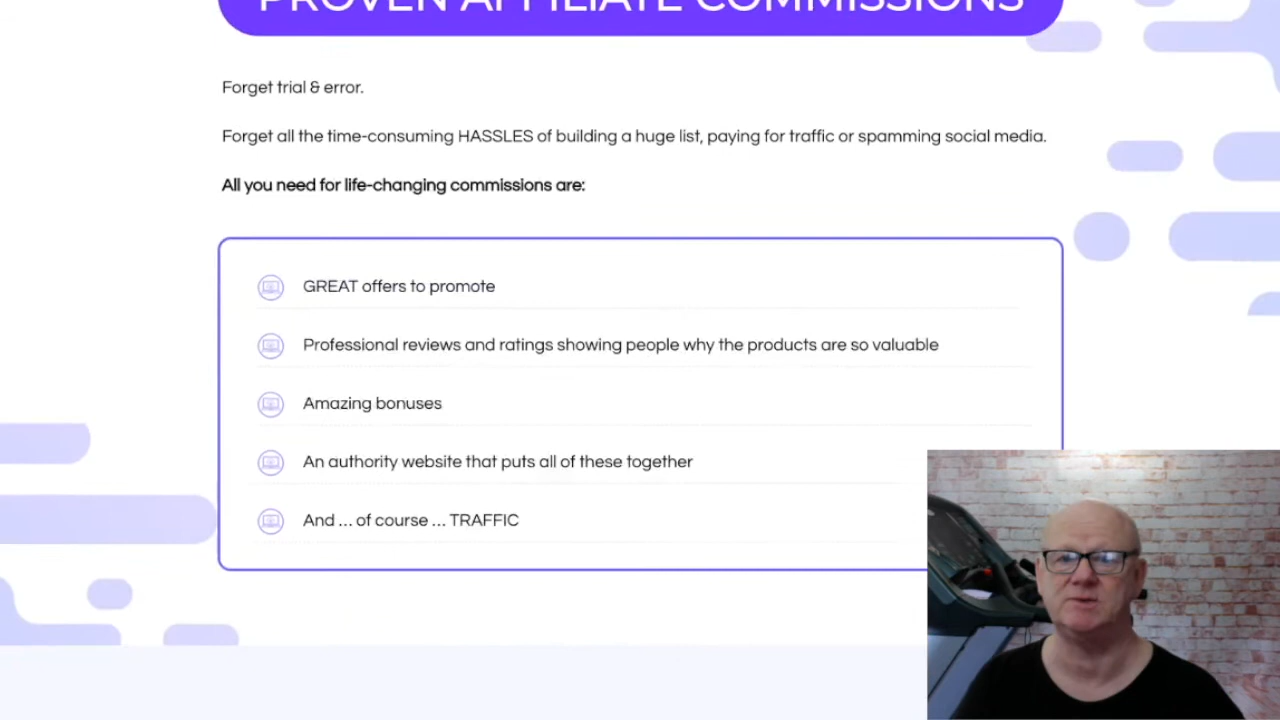 PROVEN AFFILIATE COMMISSIONS
Forget trial & error.
Forget all the time-consuming HASSLES of building a huge list, paying for traffic or spamming social media.
All you need for life-changing commissions are:
GREAT offers to promote
Professional reviews and ratings showing people why the products are so valuable
Amazing bonuses
An authority website that puts all of these together
And ... of course ... TRAFFIC